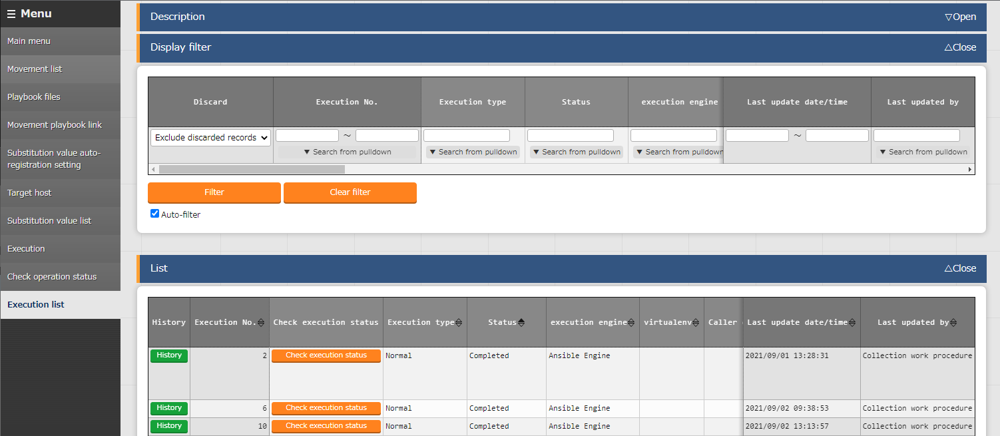 ☰ Menu
Main menu
Movement list
Playbook files
Movement playbook link
Substitution value auto-
registration setting
Target host
Substitution value list
Execution
Check operation status
Execution list
Description ▽Open
Display filter △Close
Discard Execution No. Execution type Status execution engine Last update date/time Last updated by
Exclude discarded records ~ ~
▼ Search from pulldown ▼ Search from pulldown ▼ Search from pulldown ▼ Search from pulldown ▼ Search from pulldown
Filter Clear filter
Auto-filter
List △Close
History Execution No. Check execution status Execution type Status execution engine virtualenv Caller Last update date/time Last updated by
History 2 Check execution status Normal Completed Ansible Engine 2021/09/01 13:28:31 Collection work procedure
History 6 Check execution status Normal Completed Ansible Engine 2021/09/02 09:38:53 Collection work procedure
History 10 Check execution status Normal Completed Ansible Engine 2021/09/02 13:13:57 Collection work procedure